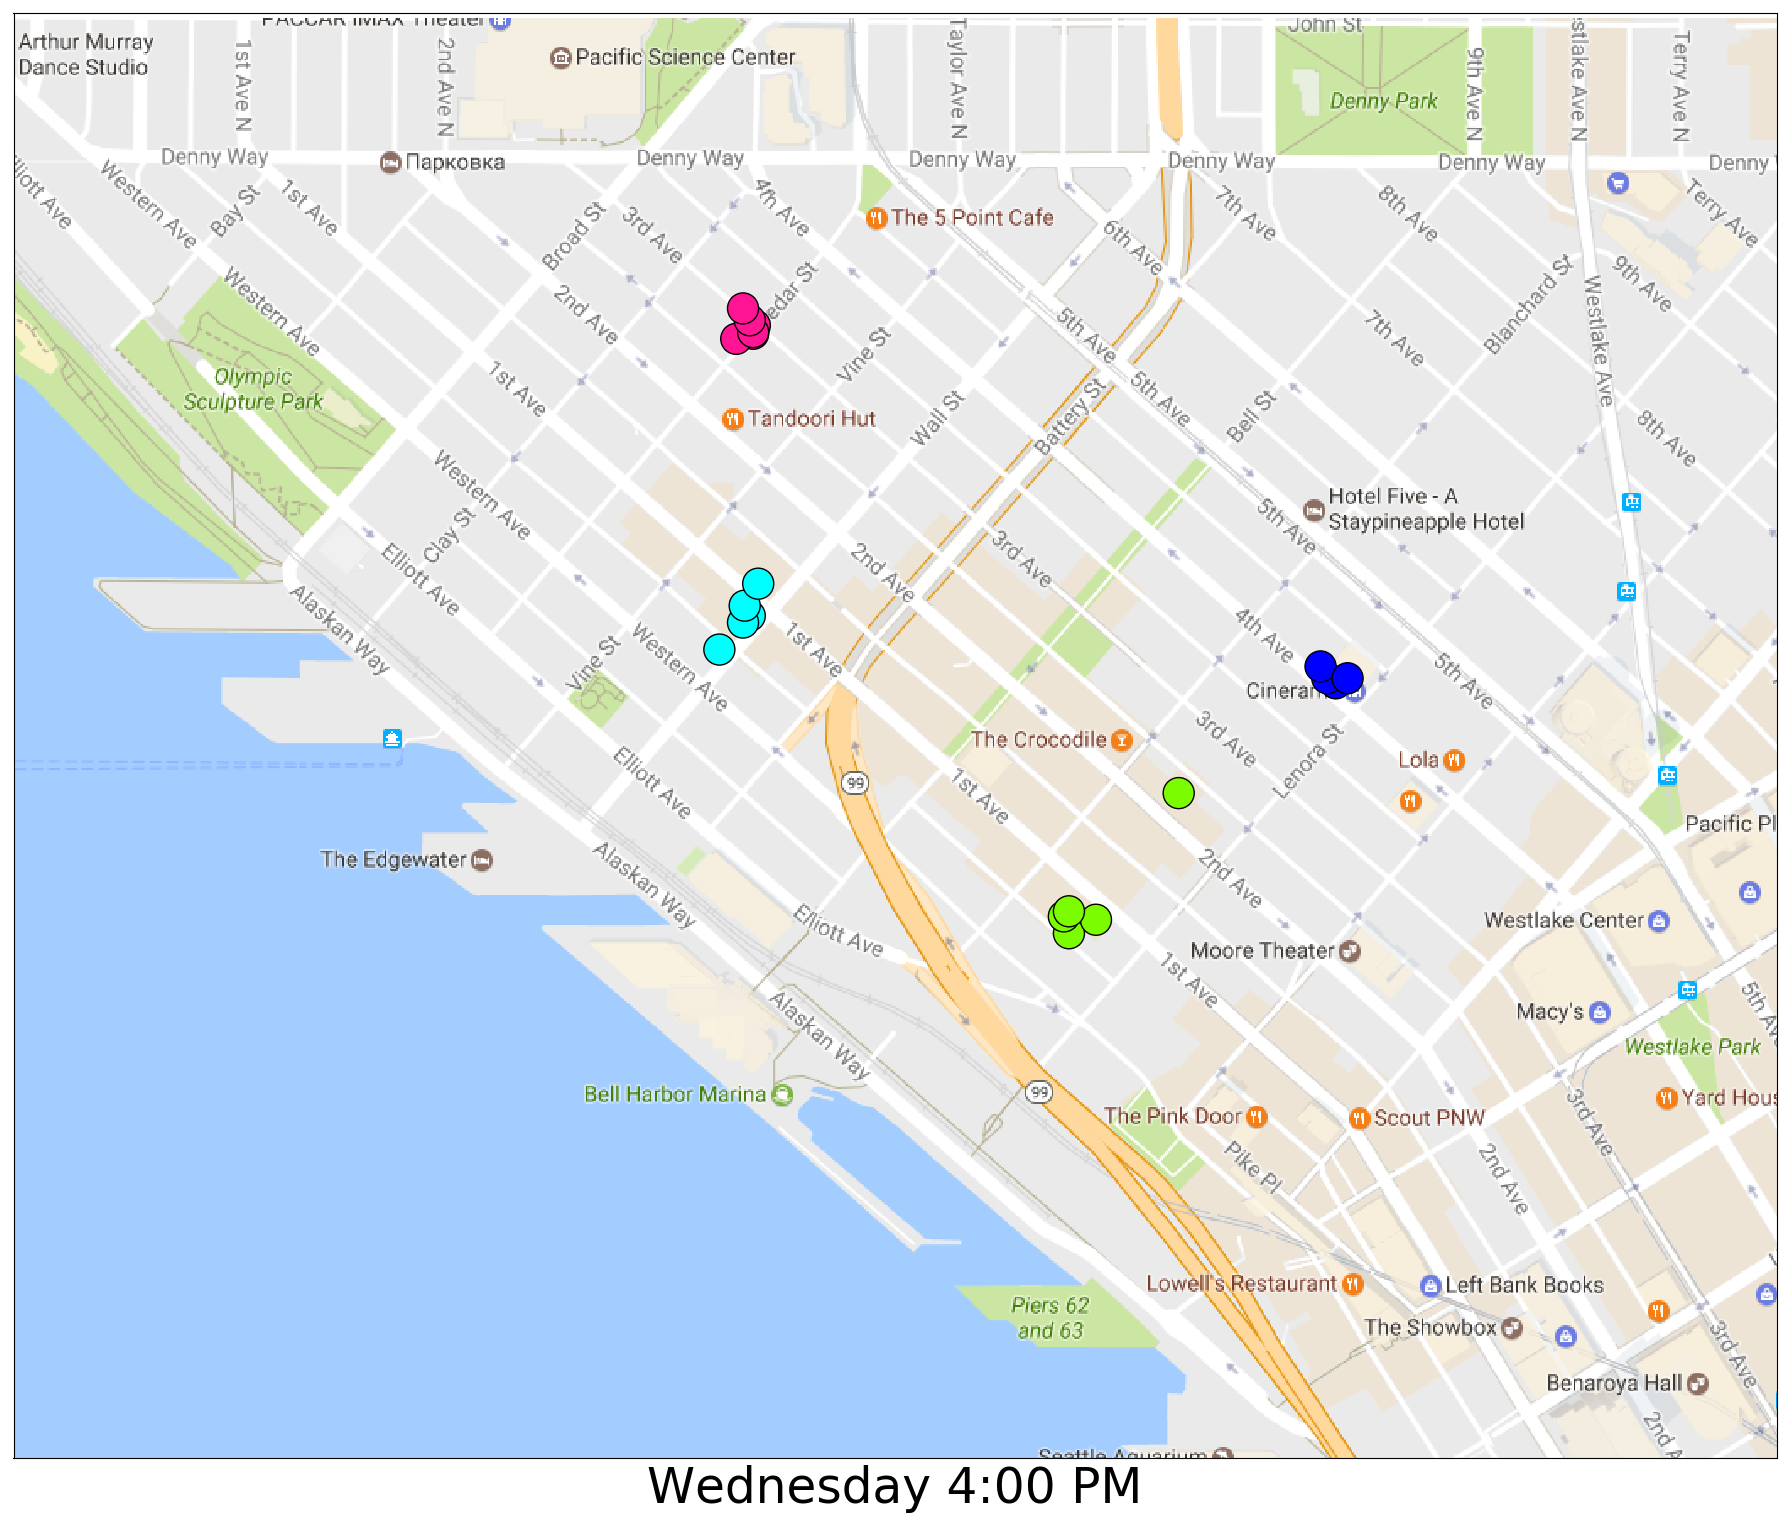 PACCAR IMAX Theater
John St
Arthur Murray
Dance Studio
1st Ave N
2nd Ave N
Pacific Science Center
Taylor Ave N
Denny Park
9th Ave N
Westlake Ave N
Terry Ave N
Denny Way
Парковка
Denny Way
Denny Way
Denny Way
Denny Way
Denny
Elliott Ave
Western Ave
Bay St
1st Ave
Broad St
3rd Ave
4th Ave
The 5 Point Cafe
6th Ave
7th Ave
8th Ave
Terry Ave
Western Ave
2nd Ave
Cedar St
5th Ave
7th Ave
Blanchard St
9th Ave
Westlake Ave
Olympic
Sculpture Park
1st Ave
Vine St
5th Ave
Tandoori Hut
Wall St
Battery St
Bell St
8th Ave
Western Ave
Clay St
Hotel Five - A
Staypineapple Hotel
5th Ave
Elliott Ave
2nd Ave
3rd Ave
Alaskan Way
Vine St
Western Ave
1st Ave
4th Ave
5th Ave
Cineram
3rd Ave
Lenora St
The Crocodile
Lola
Elliott Ave
99
1st Ave
Pacific Pl
The Edgewater
Alaskan Way
2nd Ave
Elliott Ave
Westlake Center
Moore Theater
1st Ave
5th Av
Macy's
Alaskan Way
Westlake Park
Bell Harbor Marina
99
The Pink Door
Scout PNW
3rd Ave
Yard Hous
Pike Pl
2nd Ave
Lowell's Restaurant
Left Bank Books
Piers 62
and 63
The Showbox
3rd Ave
Benaroya Hall
2nd A
Seattle Aquarium
Wednesday 4:00 PM